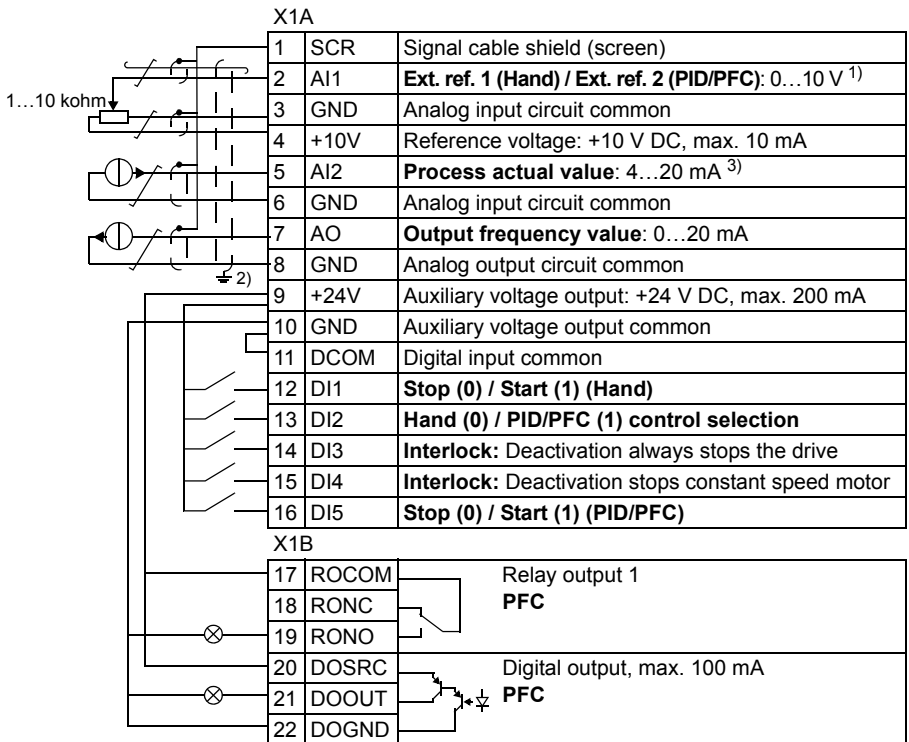 X1A
1 SCR Signal cable shield (screen)
2 AI1 Ext. ref. 1 (Hand) / Ext. ref. 2 (PID/PFC): 0…10 V 1)
1…10 kohm
3 GND Analog input circuit common
4 +10V Reference voltage: +10 V DC, max. 10 mA
5 AI2 Process actual value: 4…20 mA 3)
6 GND Analog input circuit common
7 AO Output frequency value: 0…20 mA
8 GND Analog output circuit common
2)
9 +24V Auxiliary voltage output: +24 V DC, max. 200 mA
10 GND Auxiliary voltage output common
11 DCOM Digital input common
12 DI1 Stop (0) / Start (1) (Hand)
13 DI2 Hand (0) / PID/PFC (1) control selection
14 DI3 Interlock: Deactivation always stops the drive
15 DI4 Interlock: Deactivation stops constant speed motor
16 DI5 Stop (0) / Start (1) (PID/PFC)
X1B
17 ROCOM Relay output 1
18 RONC PFC
19 RONO
20 DOSRC Digital output, max. 100 mA
21 DOOUT PFC
22 DOGND